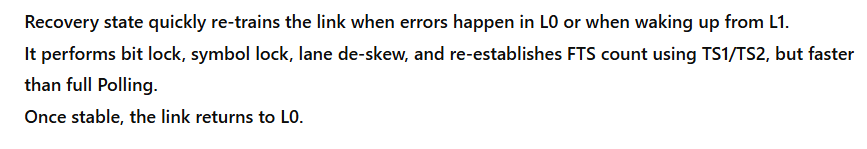 Recovery state quickly re-trains the link when errors happen in L0 or when waking up from L1.
It performs bit lock, symbol lock, lane de-skew, and re-establishes FTS count using TS1/TS2, but faster
than full Polling.
Once stable, the link returns to L0.